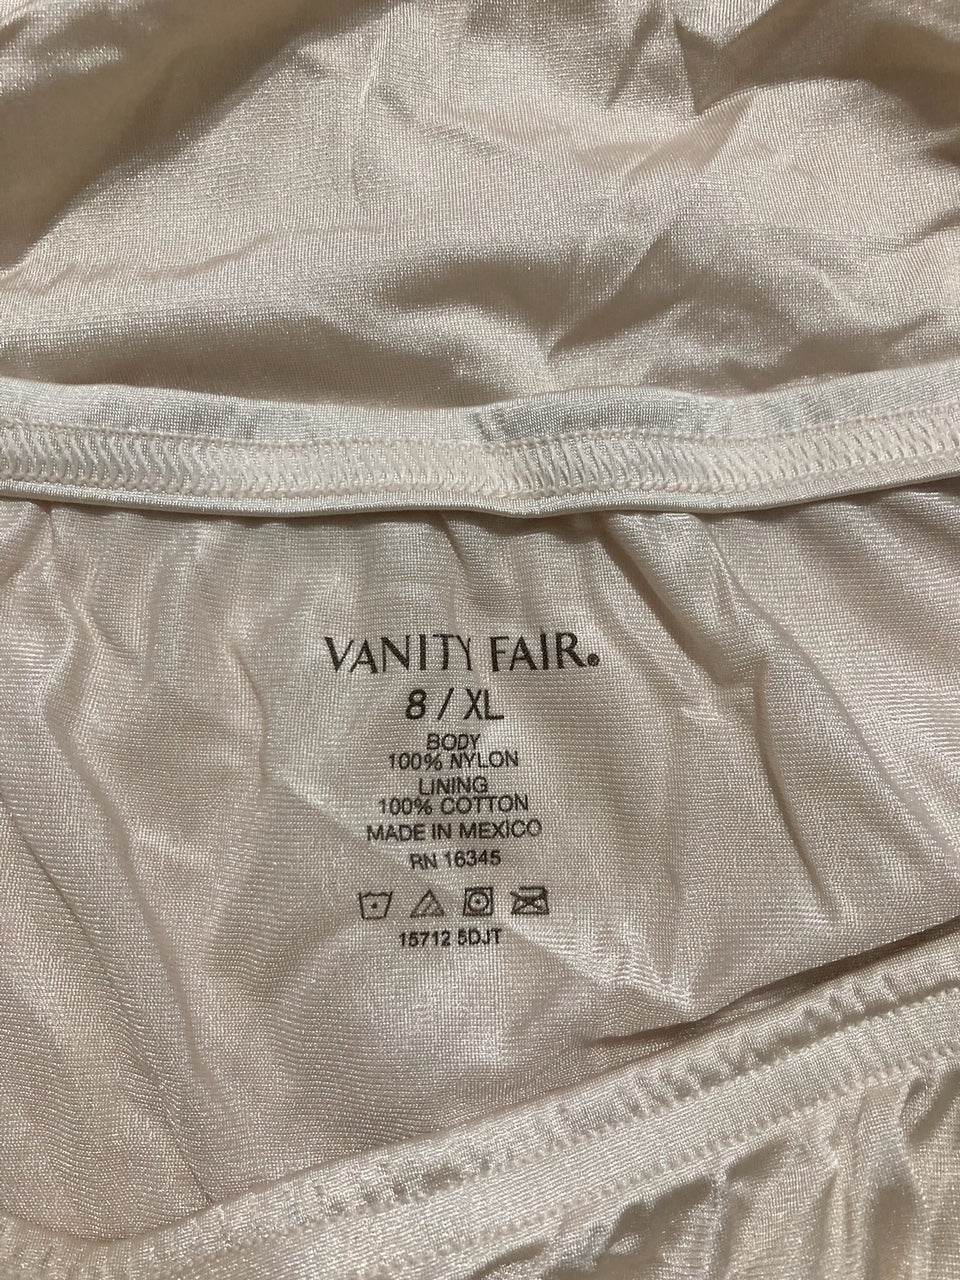 VANITY FAIR®
8 / XL
BODY
100% NYLON
LINING
100% COTTON
MADE IN MEXICO
RN 16345
15712 5DJT